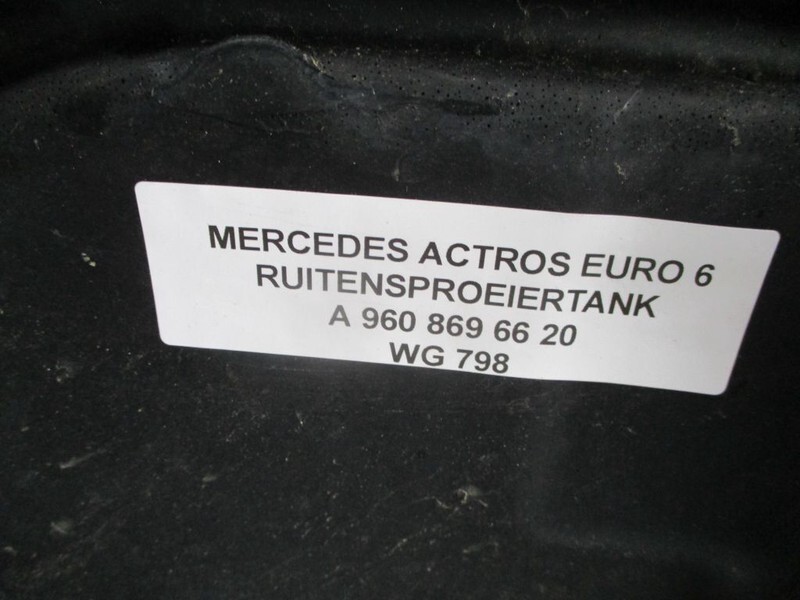 MERCEDES ACTROS EURO 6
RUITENSPROEIERTANK
A 960 869 66 20
WG 798